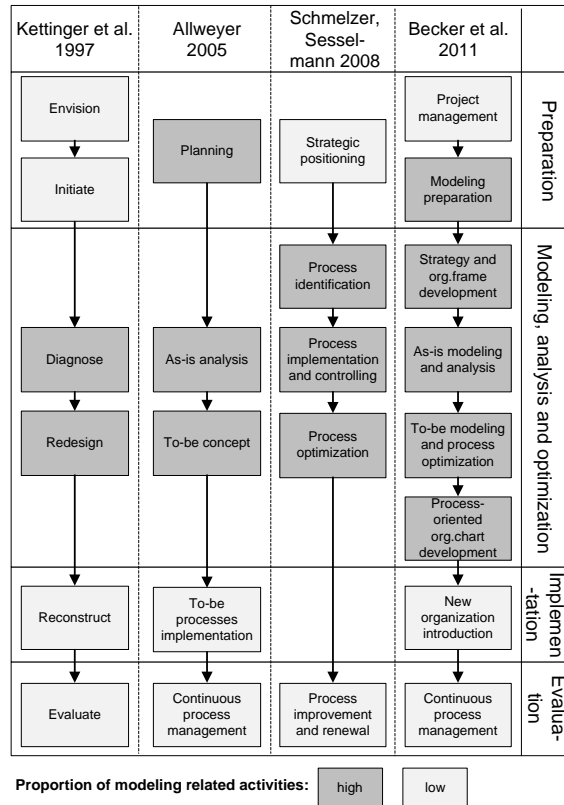 Kettinger et al.
1997
Allweyer
2005
Schmelzer,
Sessel-
mann 2008
Becker et al.
2011
Envision
Initiate
Planning
Strategic
positioning
Project
management
Modeling
preparation
Preparation
Process
identification
Strategy and
org.frame
development
Diagnose
As-is analysis
Process
implementation
and controlling
As-is modeling
and analysis
Redesign
To-be concept
Process
optimization
To-be modeling
and process
optimization
Process-
oriented
org.chart
development
Modeling, analysis and optimization
Reconstruct
To-be
processes
implementation
New
organization
introduction
Implemen
-tation
Evaluate
Continuous
process
management
Process
improvement
and renewal
Continuous
process
management
Evalua-
tion
Proportion of modeling related activities:
high
low